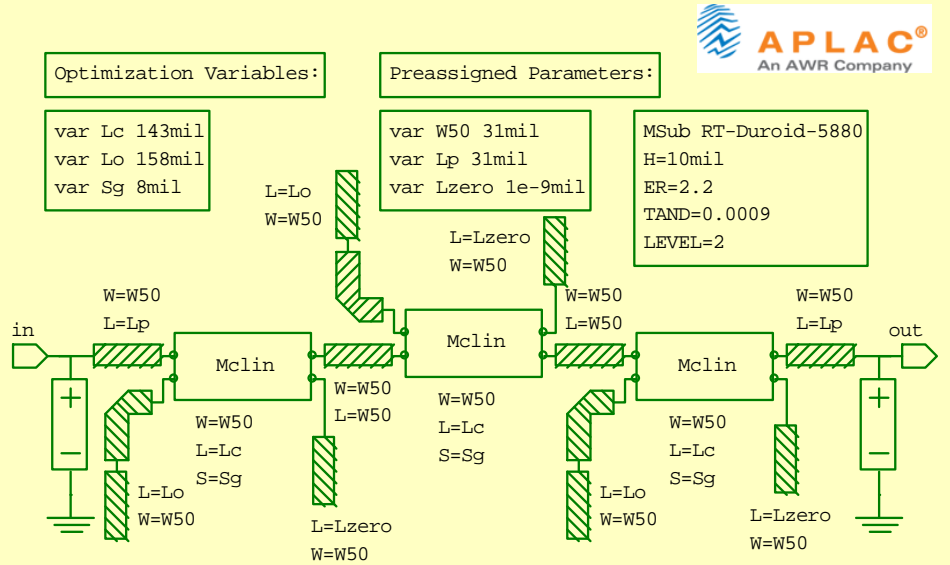 APLAC®
An AWR Company
Optimization Variables:
Preassigned Parameters:
var Lc 143mil
var Lo 158mil
var Sg 8mil
var W50 31mil
var Lp 31mil
var Lzero 1e-9mil
MSub RT-Duroid-5880
H=10mil
ER=2.2
TAND=0.0009
LEVEL=2
L=Lo
W=W50
L=Lzero
W=W50
W=W50
L=Lp
W=W50
L=W50
W=W50
L=Lp
in
out
Mclin
Mclin
Mclin
W=W50
L=W50
W=W50
L=Lc
S=Sg
W=W50
L=Lc
S=Sg
W=W50
L=Lc
S=Sg
+
−
+
−
L=Lo
W=W50
L=Lzero
W=W50
L=Lo
W=W50
L=Lzero
W=W50